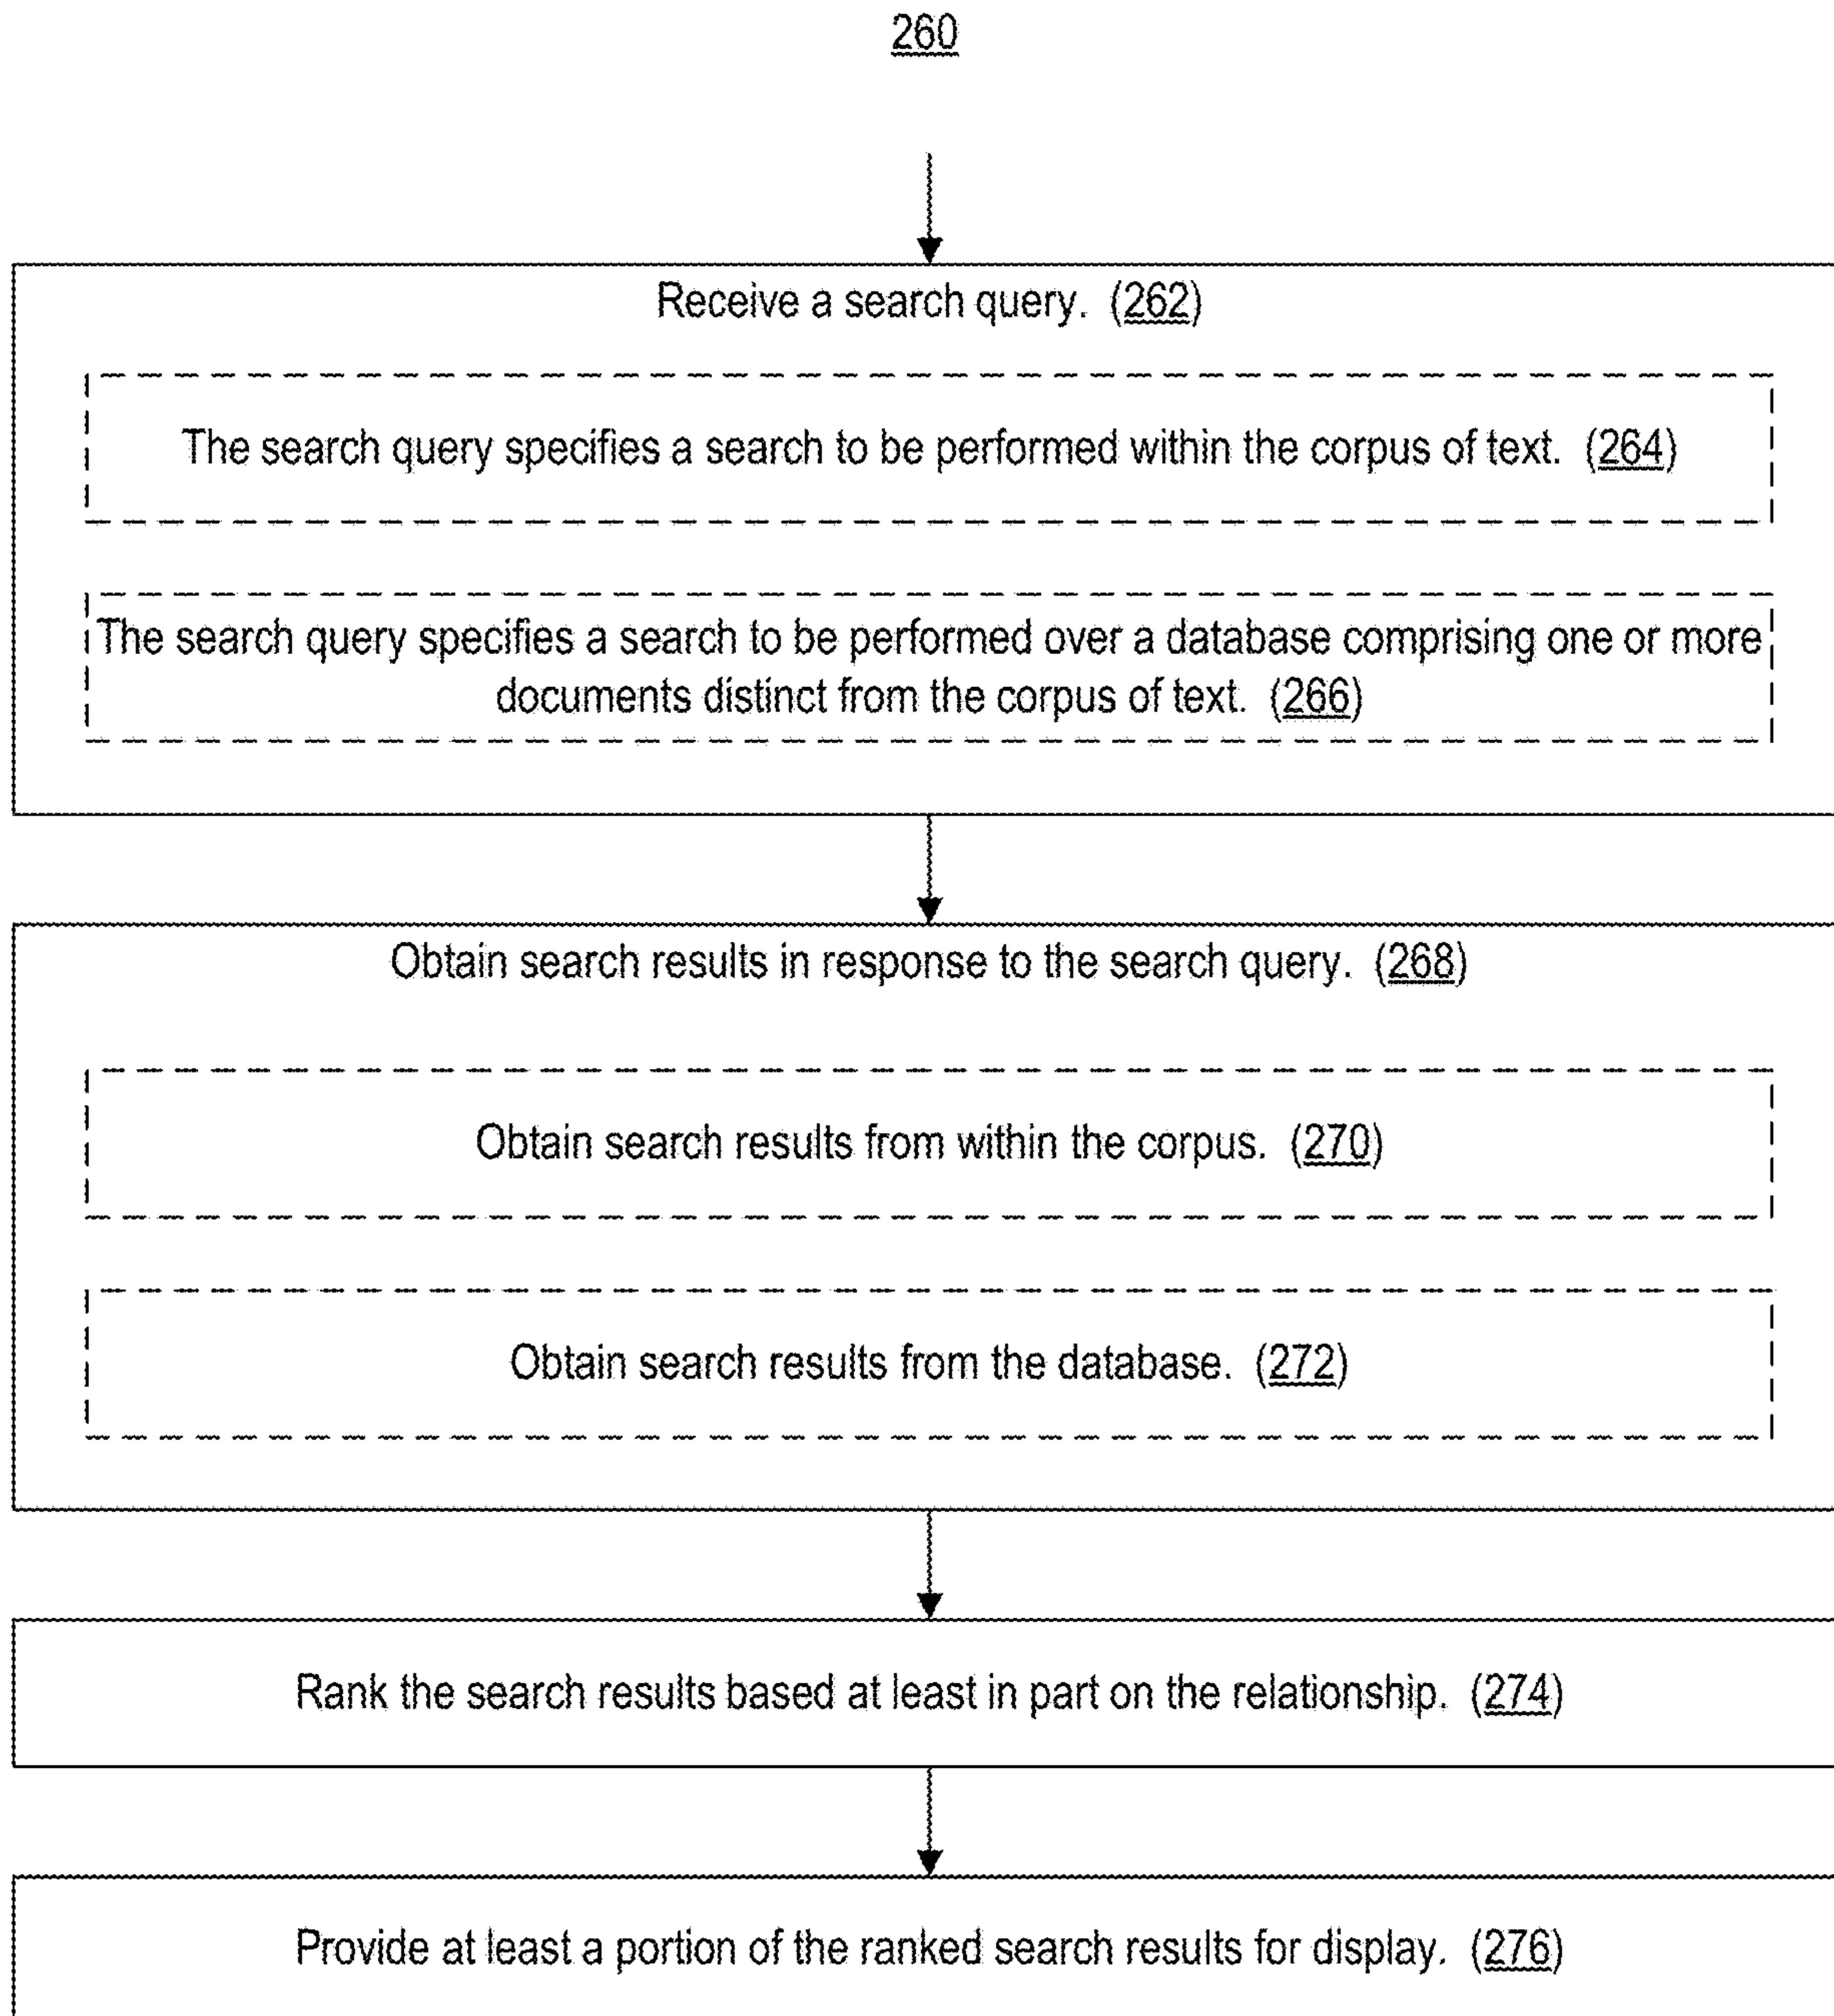 260
Receive a search query. (262)
The search query specifies a search to be performed within the corpus of text. (264)
The search query specifies a search to be performed over a database comprising one or more
documents distinct from the corpus of text. (266)
Obtain search results in response to the search query. (268)
Obtain search results from within the corpus. (270)
Obtain search results from the database. (272)
Rank the search results based at least in part on the relationship. (274)
Provide at least a portion of the ranked search results for display. (276)